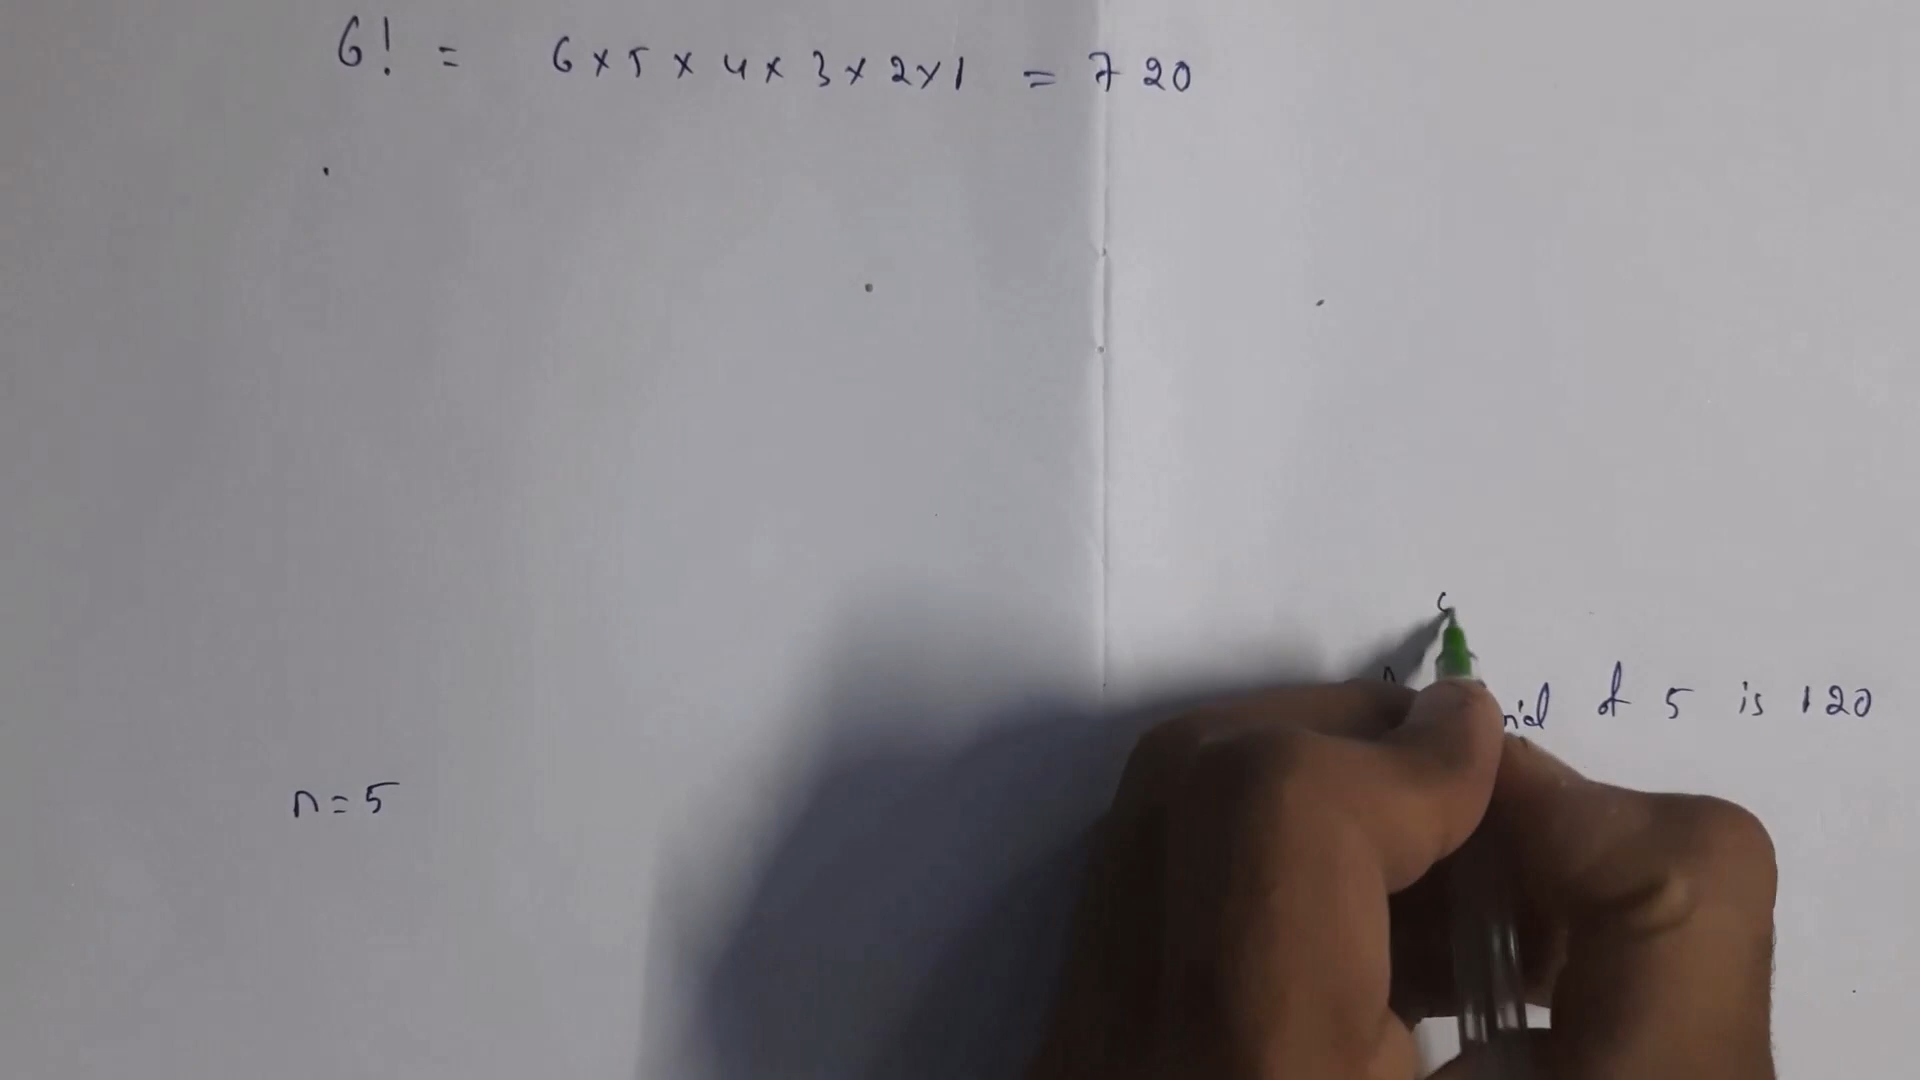 6! = 6 x 5 x 4 x 3 x 2 x 1 = 720
of 5 is 120
n = 5